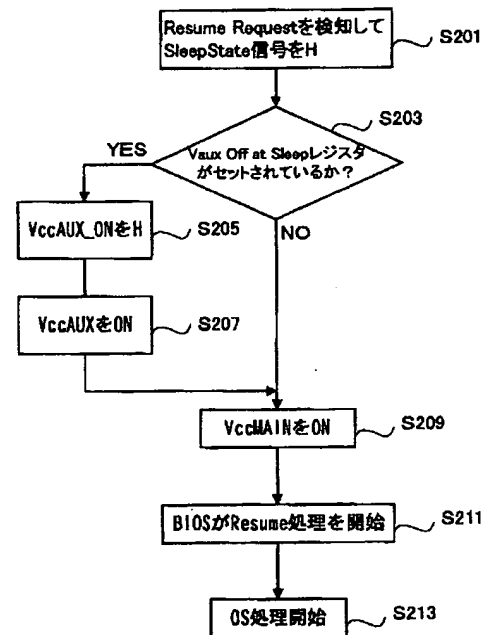 Resume Requestを検知して
SleepState信号をH
S201
S203
YES
Vaux Off at Sleepレジスタ
がセットされているか?
VccAUX_ONをH
S205
NO
VccAUXをON
S207
VccMAINをON
S209
BIOSがResume処理を開始
S211
OS処理開始
S213